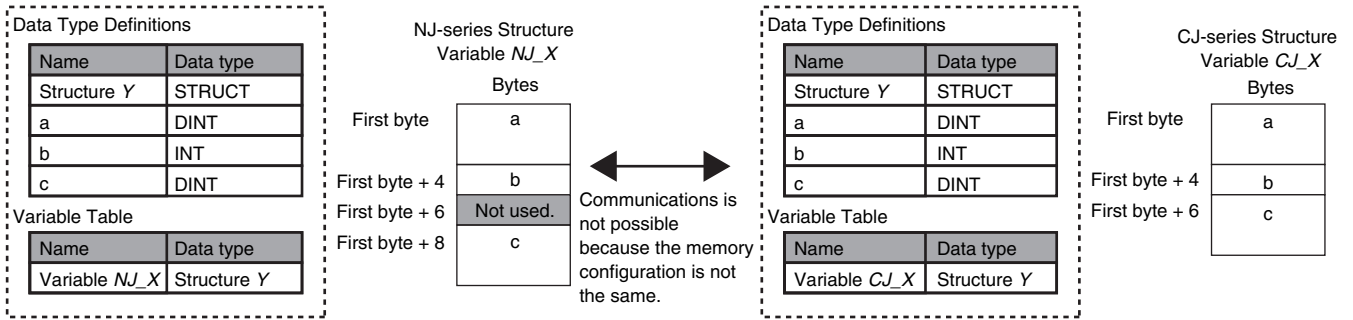 Data Type Definitions
Name Data type
Structure Y STRUCT
a DINT
b INT
c DINT
Variable Table
Name Data type
Variable NJ_X Structure Y
NJ-series Structure
Variable NJ_X
Bytes
First byte a
First byte + 4 b
First byte + 6 Not used.
First byte + 8 c
Communications is
not possible
because the memory
configuration is not
the same.
Data Type Definitions
Name Data type
Structure Y STRUCT
a DINT
b INT
c DINT
Variable Table
Name Data type
Variable CJ_X Structure Y
CJ-series Structure
Variable CJ_X
Bytes
First byte a
First byte + 4 b
First byte + 6 c